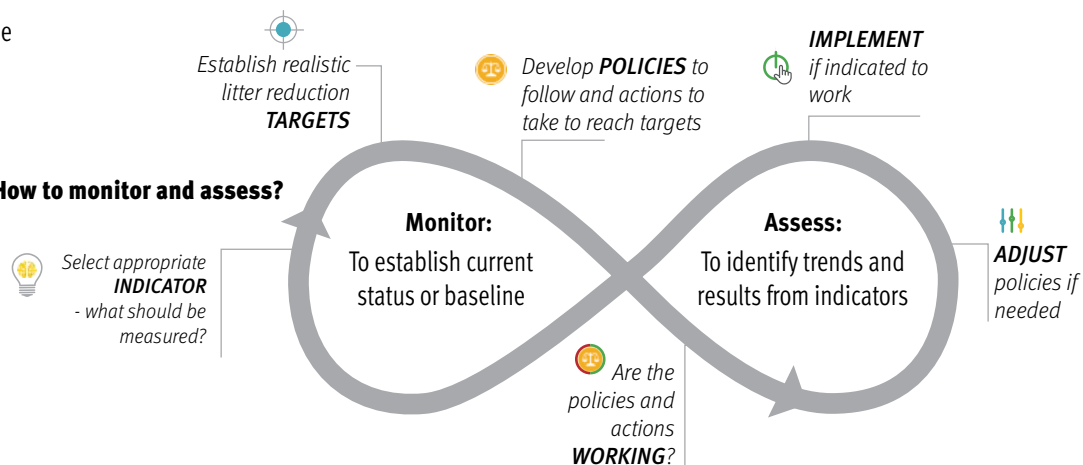 e
Establish realistic
litter reduction
TARGETS
Develop POLICIES to
follow and actions to
take to reach targets
IMPLEMENT
if indicated to
work
How to monitor and assess?
Select appropriate
INDICATOR
- what should be
measured?
Monitor:
To establish current
status or baseline
Assess:
To identify trends and
results from indicators
ADJUST
policies if
needed
Are the
policies and
actions
WORKING?